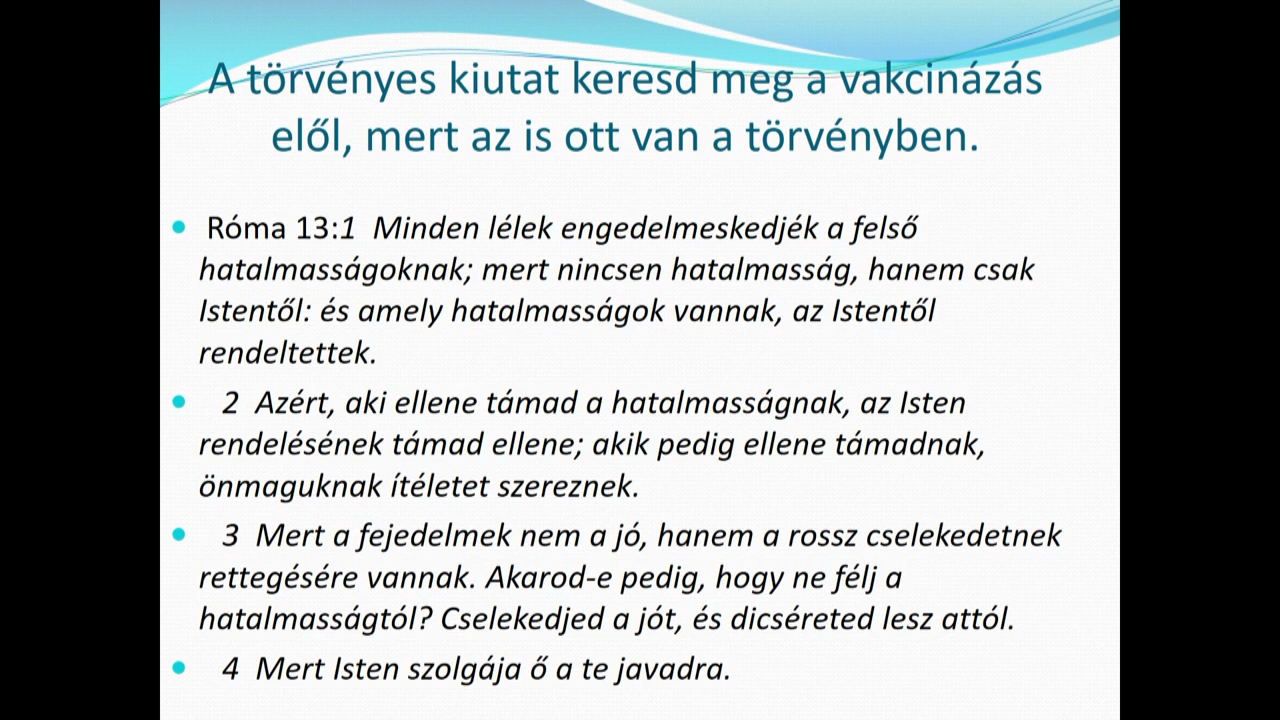 A törvényes kiutat keresd meg a vakcinázás
elől, mert az is ott van a törvényben.
• Róma 13:1 Minden lélek engedelmeskedjék a felső
hatalmasságoknak; mert nincsen hatalmasság, hanem csak
Istentől: és amely hatalmasságok vannak, az Istentől
rendeltettek.
• 2 Azért, aki ellene támad a hatalmasságnak, az Isten
rendelésének támad ellene; akik pedig ellene támadnak,
önmaguknak ítéletet szereznek.
• 3 Mert a fejedelmek nem a jó, hanem a rossz cselekedetnek
rettegésére vannak. Akarod-e pedig, hogy ne félj a
hatalmasságtól? Cselekedjed a jót, és dicséreted lesz attól.
• 4 Mert Isten szolgája ő a te javadra.